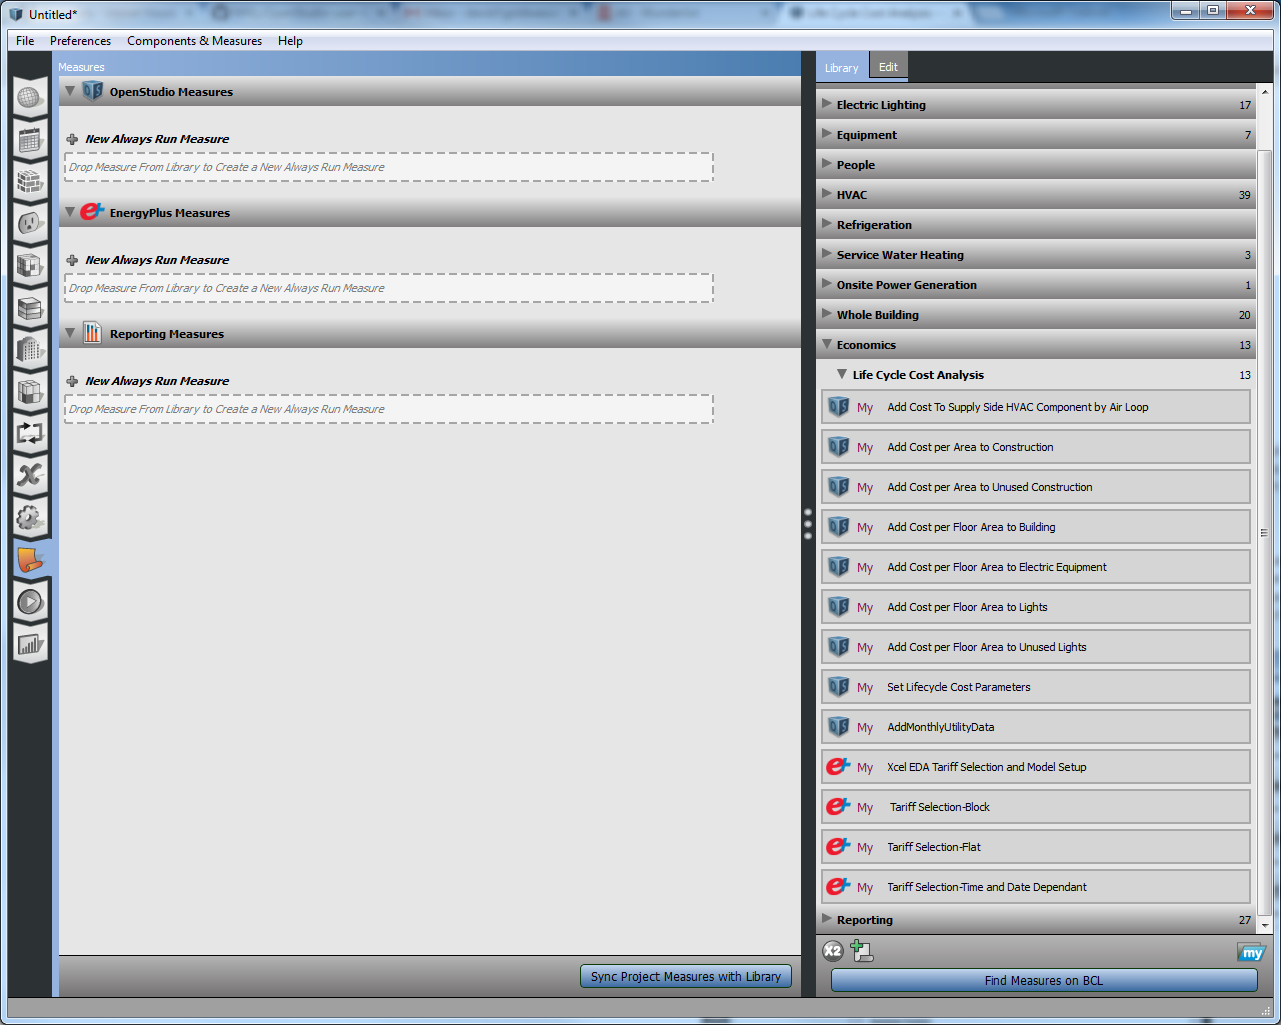 Untitled*
File Preferences Components & Measures Help
Measures
OpenStudio Measures
New Always Run Measure
Drop Measure From Library to Create a New Always Run Measure
EnergyPlus Measures
New Always Run Measure
Drop Measure From Library to Create a New Always Run Measure
Reporting Measures
New Always Run Measure
Drop Measure From Library to Create a New Always Run Measure
Sync Project Measures with Library
Library Edit
Electric Lighting 17
Equipment 7
People
HVAC 39
Refrigeration
Service Water Heating 3
Onsite Power Generation 1
Whole Building 20
Economics 13
Life Cycle Cost Analysis 13
My Add Cost To Supply Side HVAC Component by Air Loop
My Add Cost per Area to Construction
My Add Cost per Area to Unused Construction
My Add Cost per Floor Area to Building
My Add Cost per Floor Area to Electric Equipment
My Add Cost per Floor Area to Lights
My Add Cost per Floor Area to Unused Lights
My Set Lifecycle Cost Parameters
My AddMonthlyUtilityData
My Xcel EDA Tariff Selection and Model Setup
My Tariff Selection-Block
My Tariff Selection-Flat
My Tariff Selection-Time and Date Dependant
Reporting 27
X2 my
Find Measures on BCL